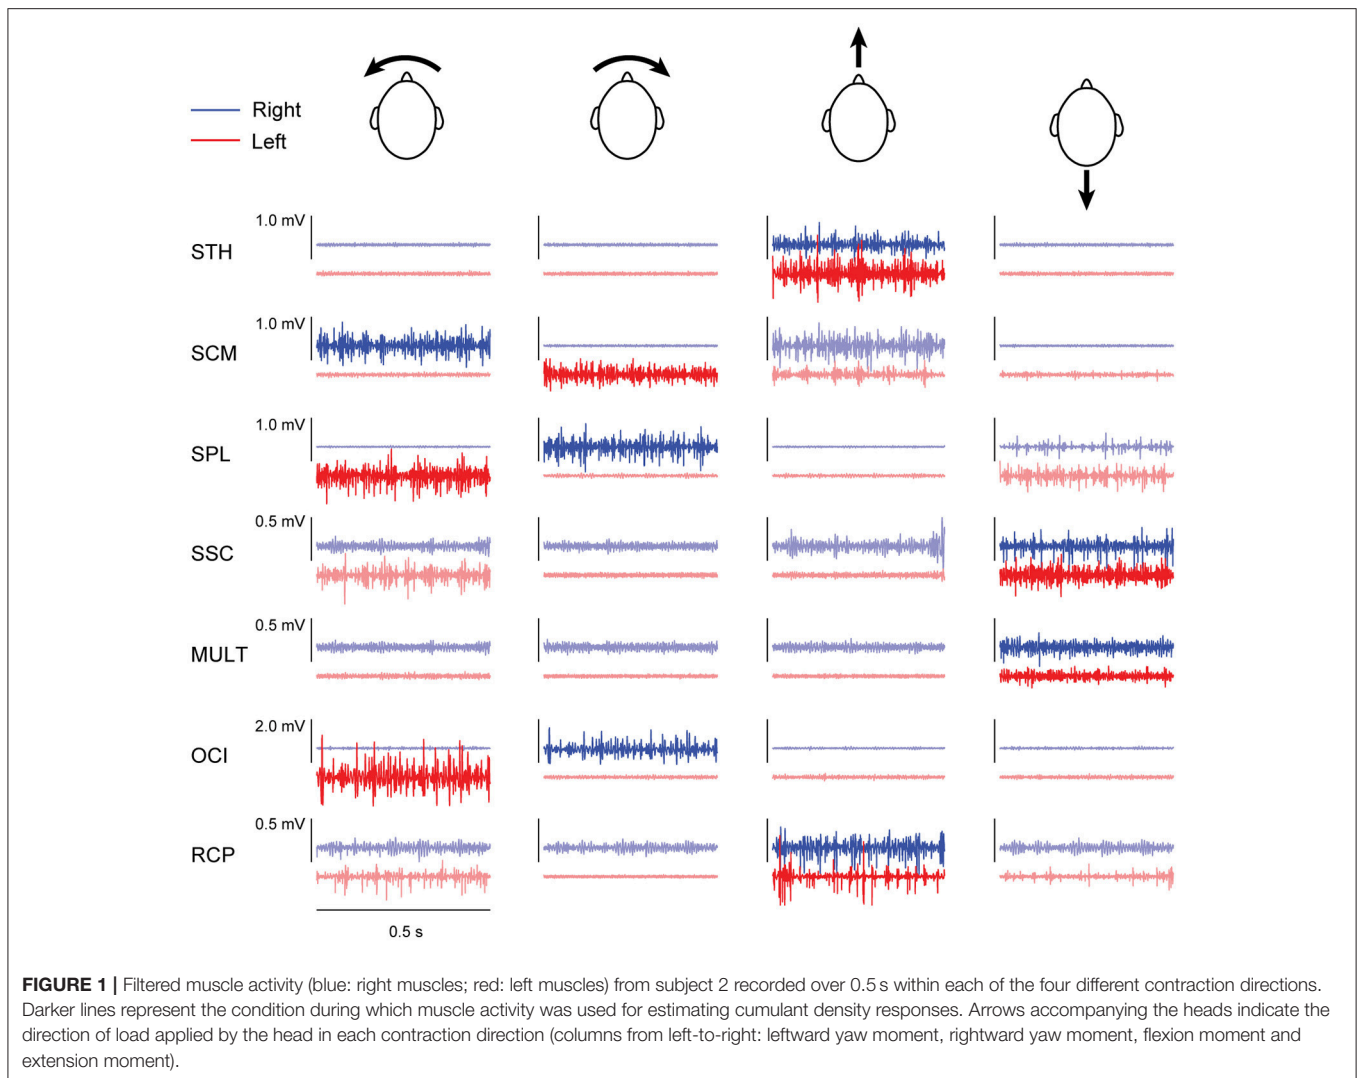 Right
Left
1.0 mV
STH
1.0 mV
SCM
1.0 mV
SPL
0.5 mV
SSC
0.5 mV
MULT
2.0 mV
OCI
0.5 mV
RCP
0.5 s
FIGURE 1 | Filtered muscle activity (blue: right muscles; red: left muscles) from subject 2 recorded over 0.5 s within each of the four different contraction directions.
Darker lines represent the condition during which muscle activity was used for estimating cumulant density responses. Arrows accompanying the heads indicate the
direction of load applied by the head in each contraction direction (columns from left-to-right: leftward yaw moment, rightward yaw moment, flexion moment and
extension moment).